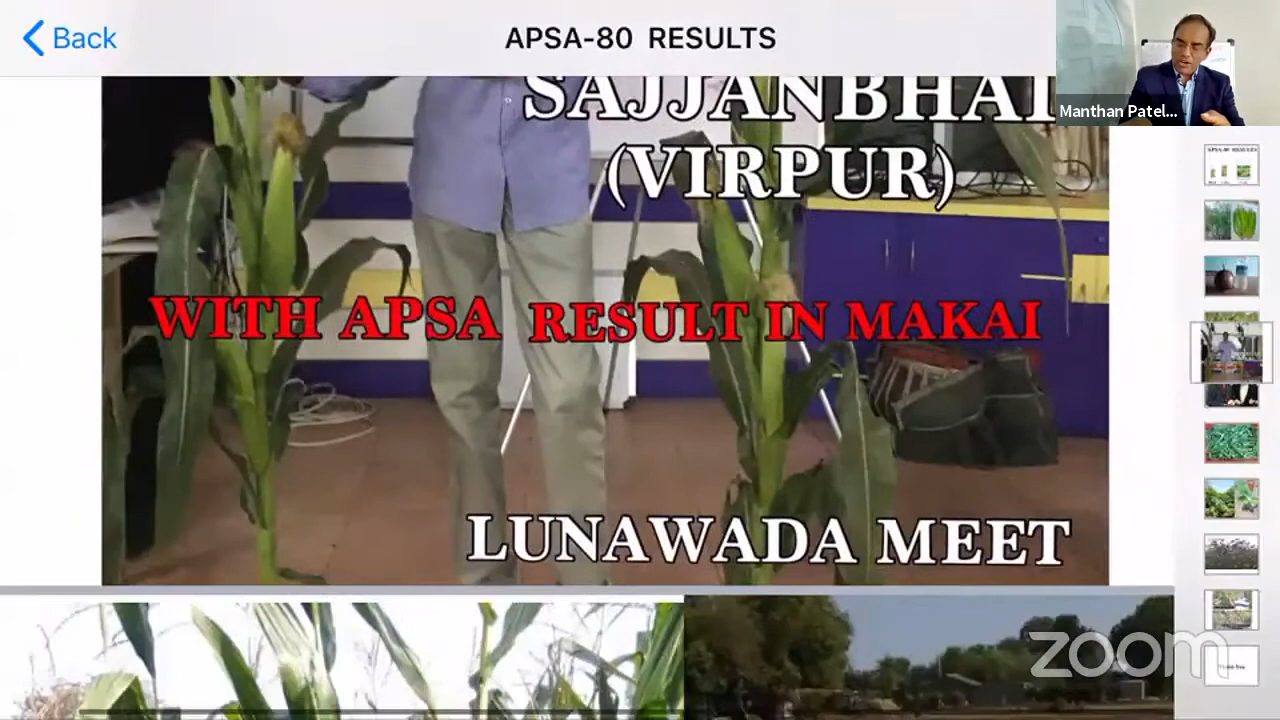 Back
APSA-80 RESULTS
Manthan Patel...
SAJJANBHAI
(VIRPUR)
WITH APSA RESULT IN MAKAI
LUNAWADA MEET
zoom